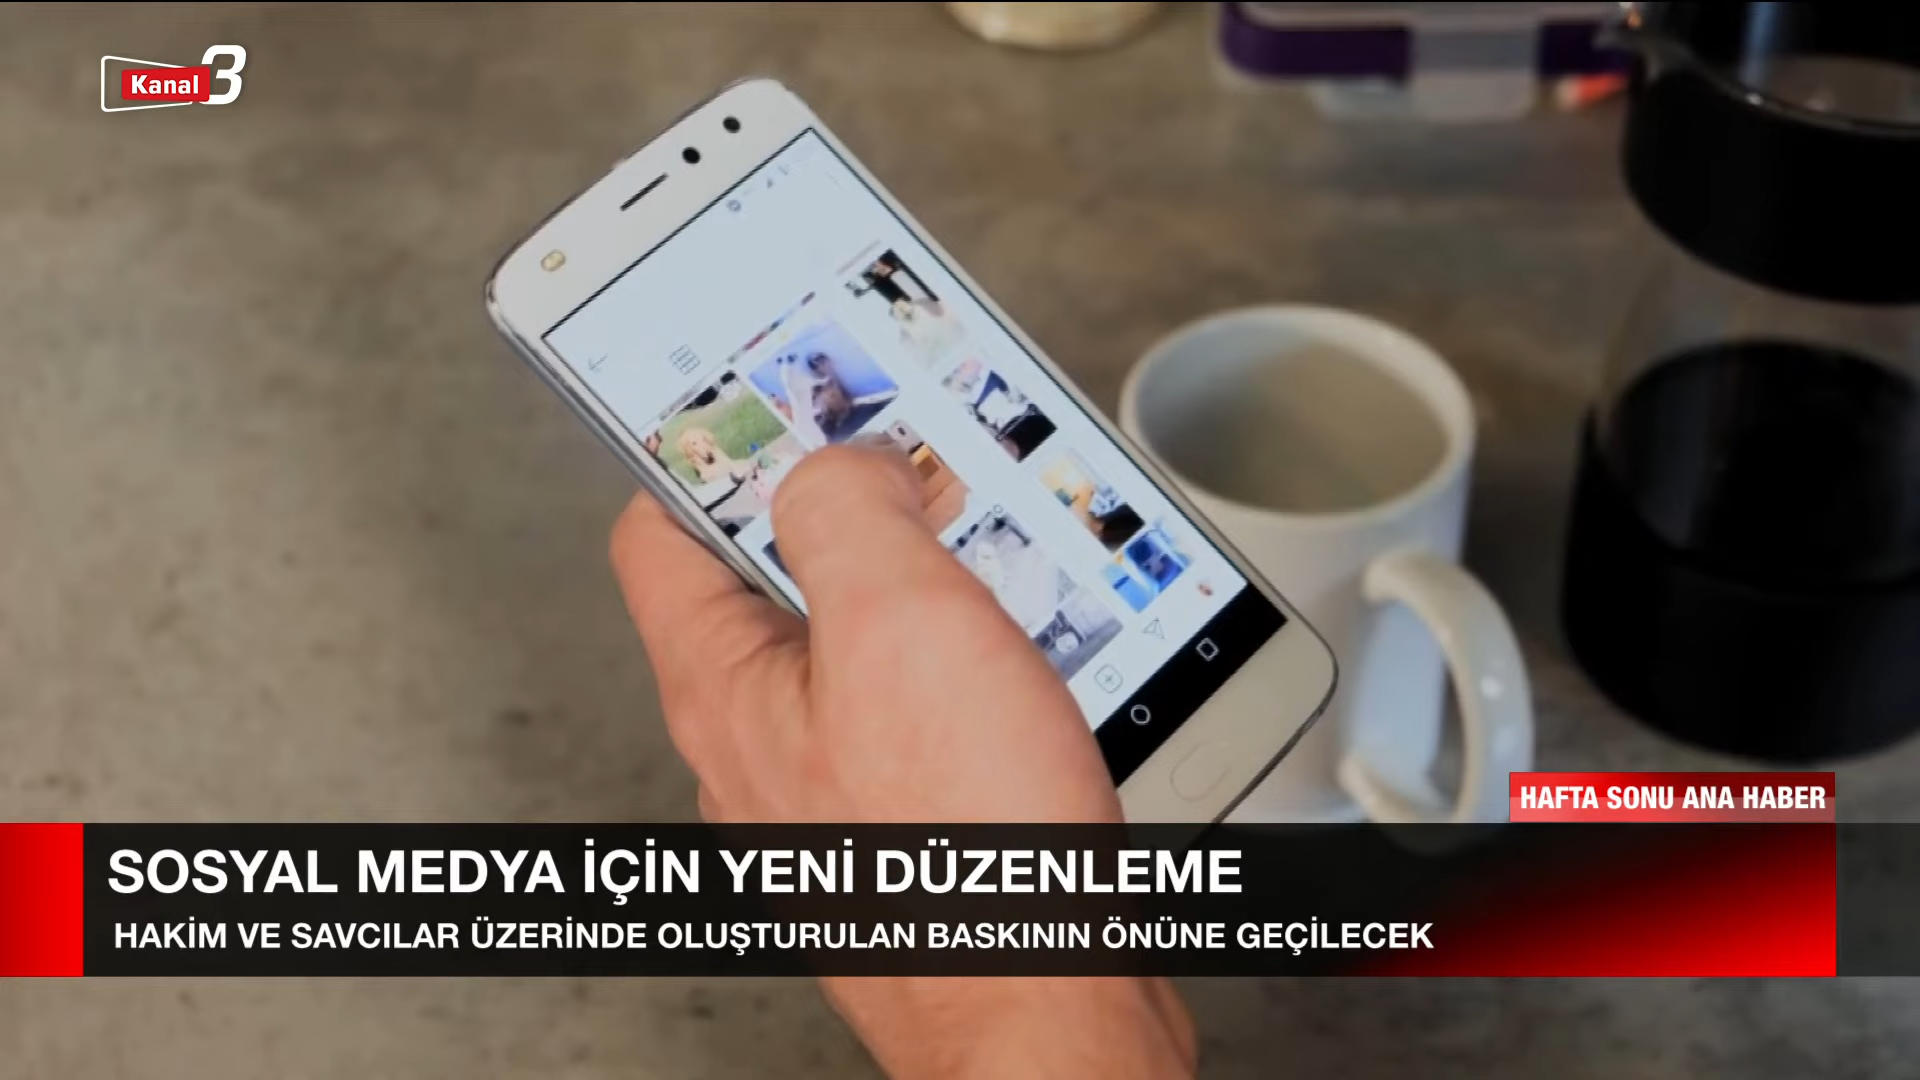 Kanal 3
HAFTA SONU ANA HABER
SOSYAL MEDYA İÇİN YENİ DÜZENLEME
HAKİM VE SAVCILAR ÜZERİNDE OLUŞTURULAN BASKININ ÖNÜNE GEÇİLECEK